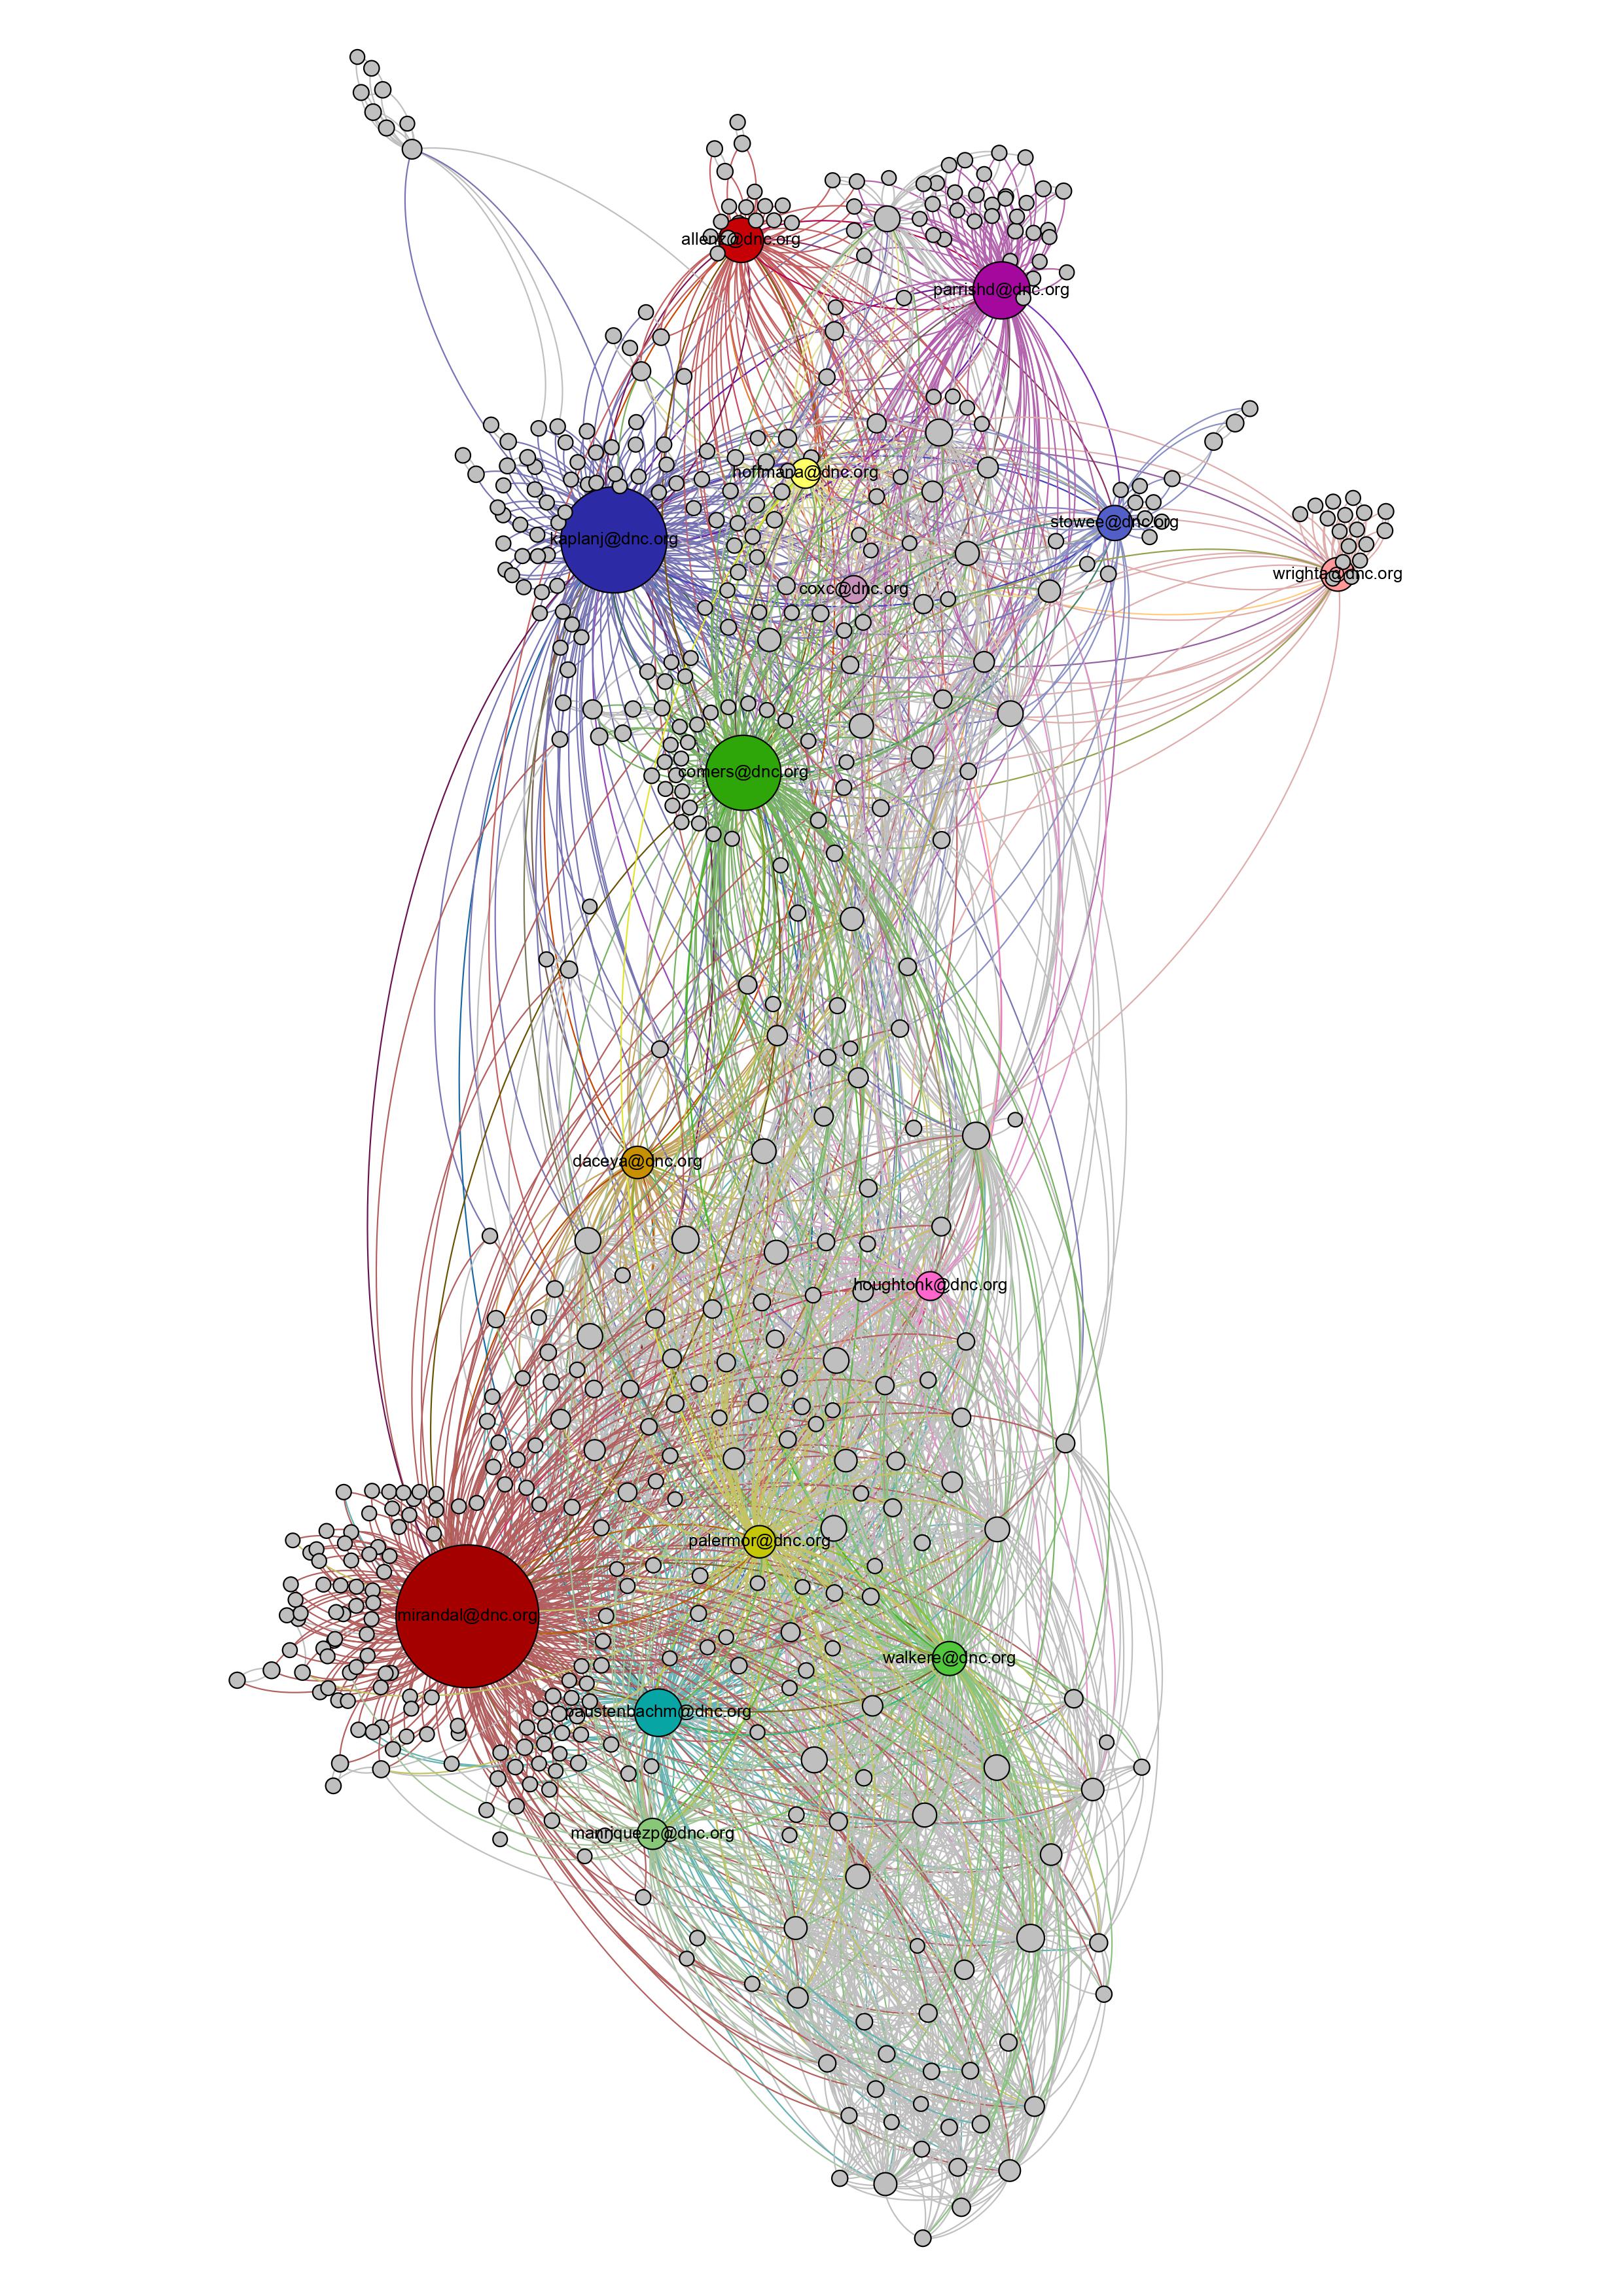 allenz@dnc.org
parrishd@dnc.org
hoffmana@dnc.org
stowee@dnc.org
kaplanj@dnc.org
wrighta@dnc.org
coxc@dnc.org
comers@dnc.org
daceya@dnc.org
houghtonk@dnc.org
palermor@dnc.org
mirandal@dnc.org
walkere@dnc.org
paustenbachm@dnc.org
manriquezp@dnc.org